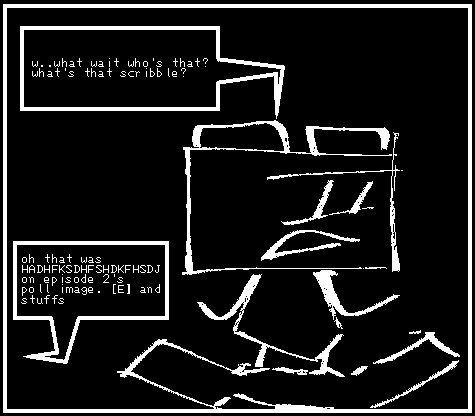 w..what wait who's that?
what's that scribble?
oh that was
HADHFKSDHFSHDKFHSDJ
on episode 2's
poll image. [E] and
stuffs